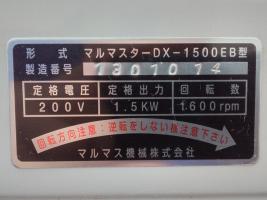 形式 マルマスターDX-1500EB型
製造番号 1301014
定格電圧 定格出力 回転数
200V 1.5KW 1.600rpm
回転方向注意:逆転をしない様注意下さい
マルマス機械株式会社